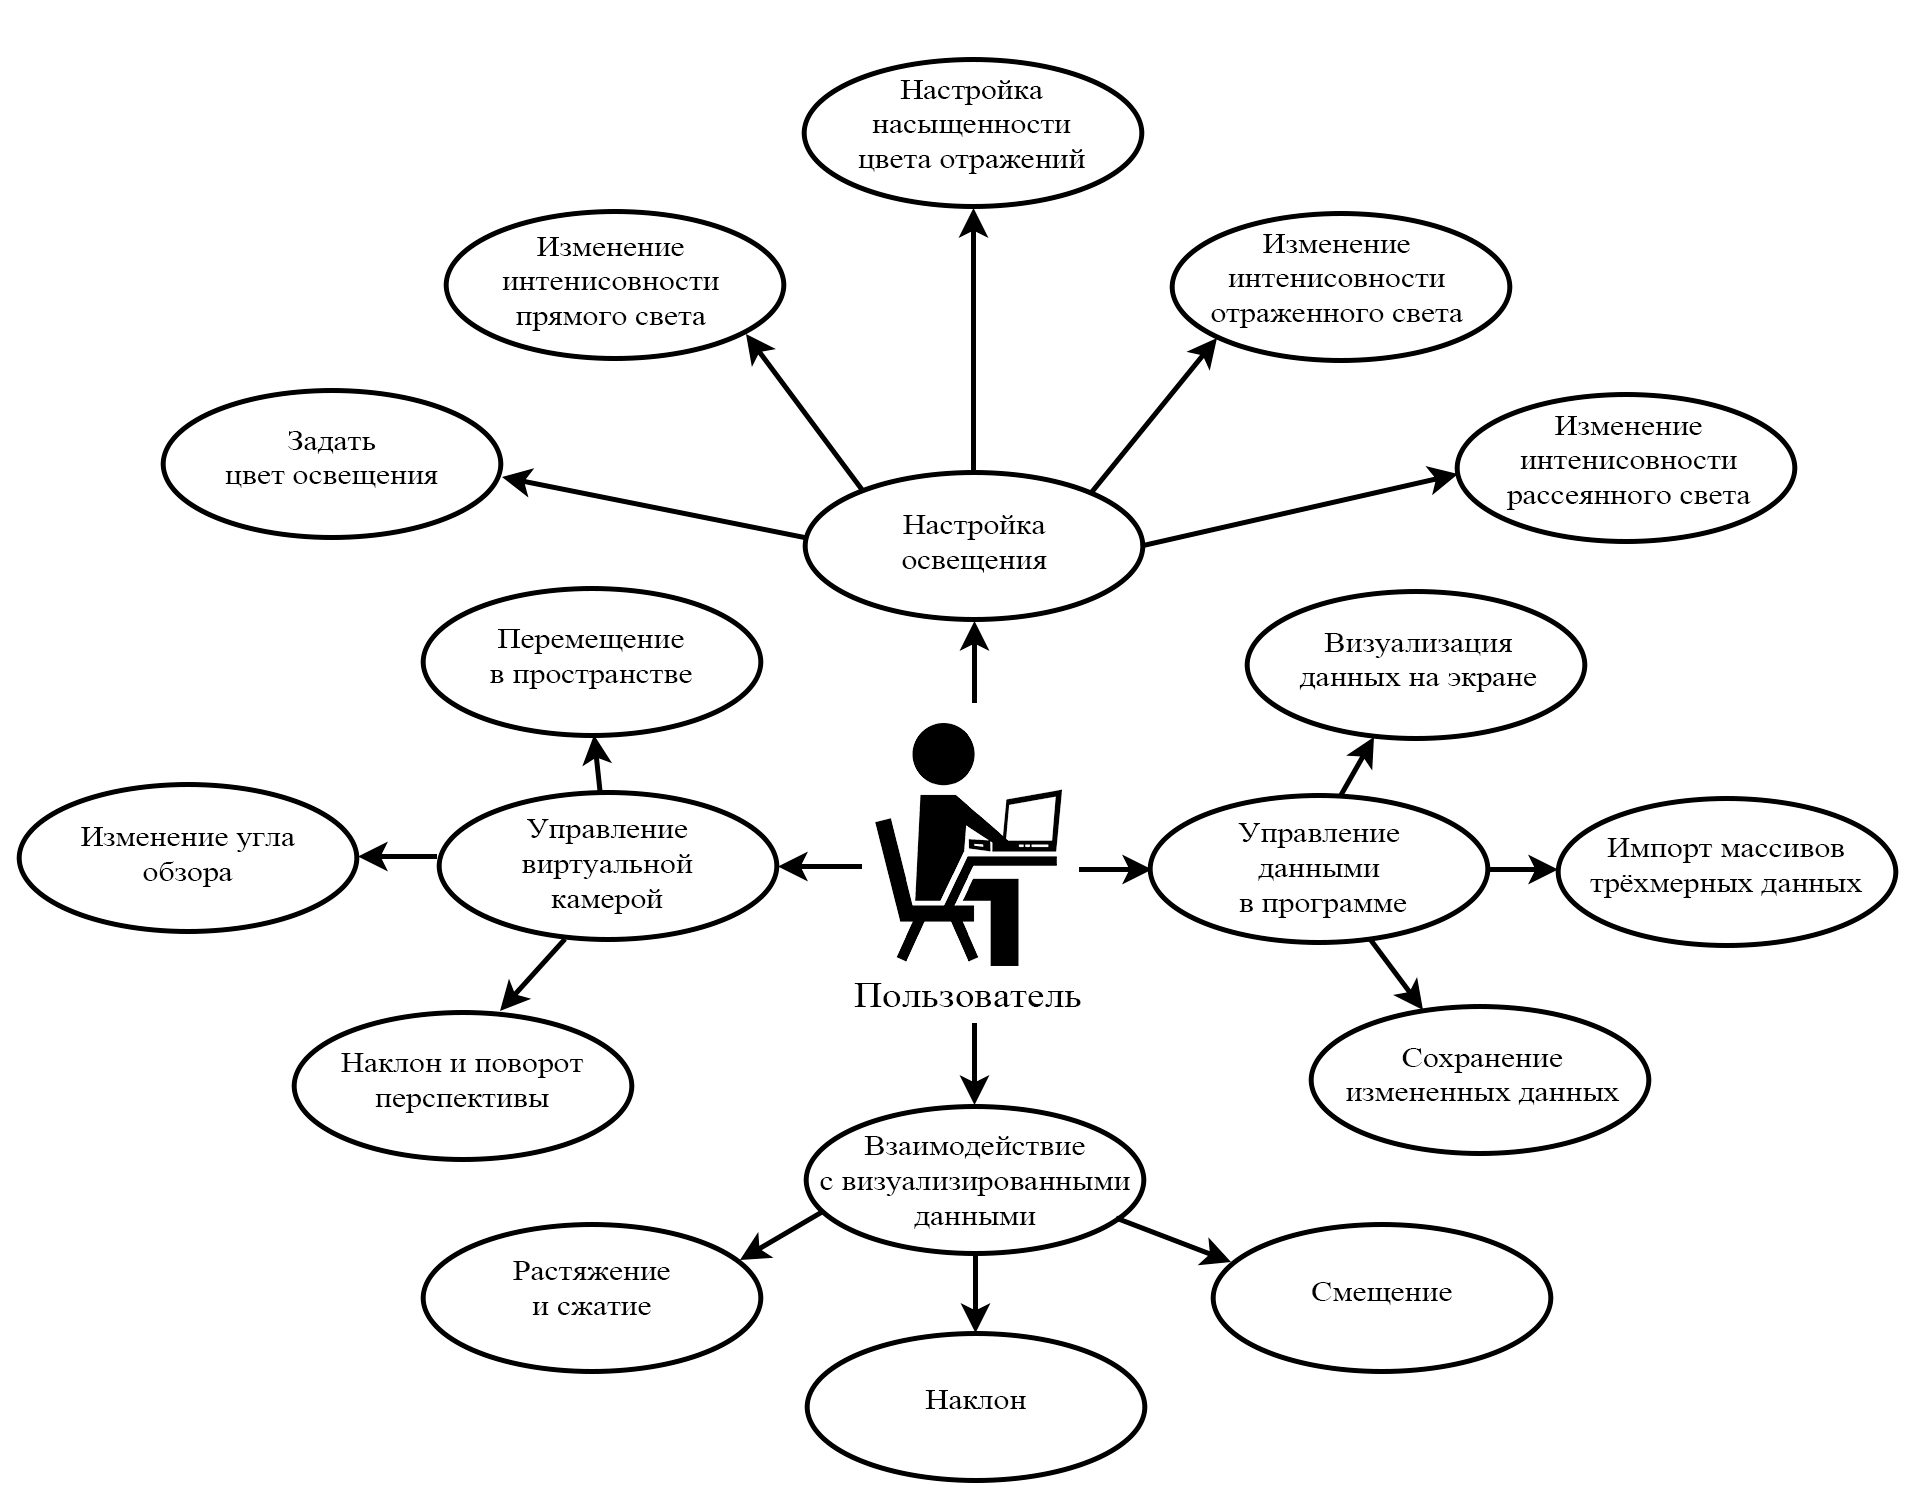 Настройка
насыщенности
цвета отражений
Изменение
интенисовности
прямого света
Изменение
интенисовности
отраженного света
Задать
цвет освещения
Изменение
интенисовности
рассеянного света
Настройка
освещения
Перемещение
в пространстве
Визуализация
данных на экране
Изменение угла
обзора
Управление
виртуальной
камерой
Управление
данными
в программе
Импорт массивов
трёхмерных данных
Пользователь
Наклон и поворот
перспективы
Сохранение
измененных данных
Взаимодействие
с визуализированными
данными
Растяжение
и сжатие
Смещение
Наклон